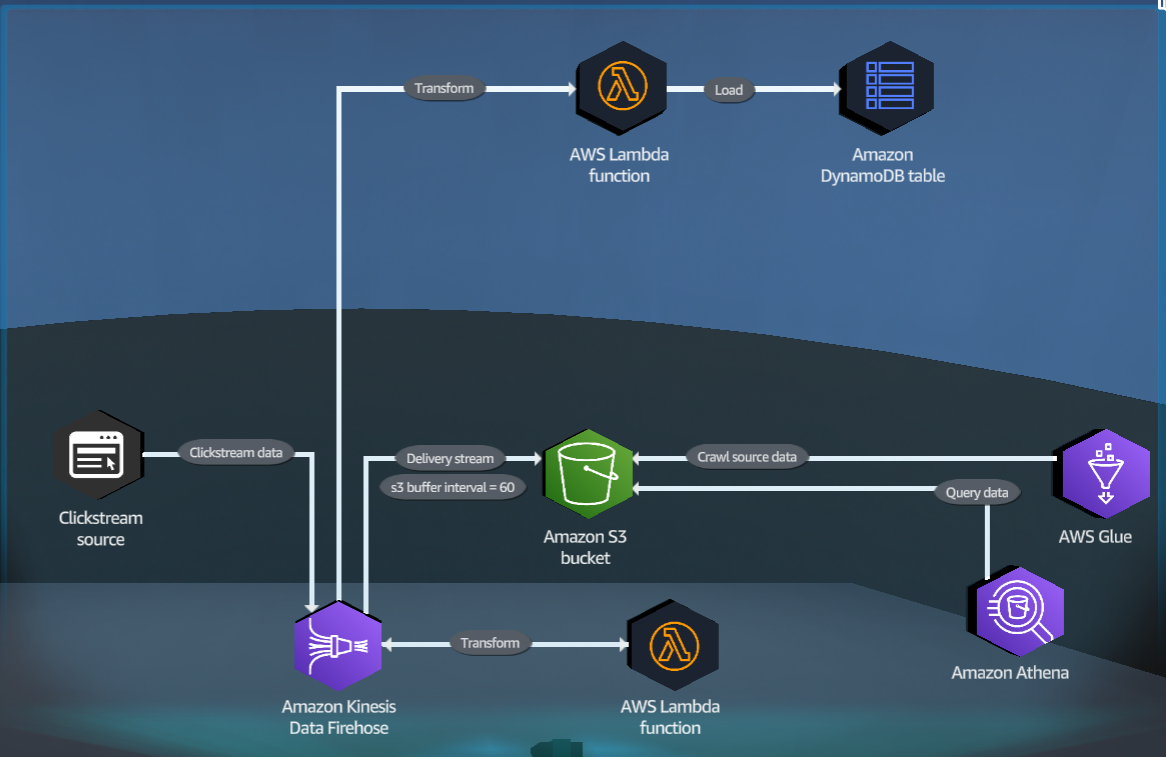 Transform
Load
AWS Lambda
function
Amazon
DynamoDB table
Clickstream data
Delivery stream
s3 buffer interval = 60
Crawl source data
Query data
Clickstream
source
Amazon S3
bucket
AWS Glue
Transform
Amazon Athena
Amazon Kinesis
Data Firehose
AWS Lambda
function